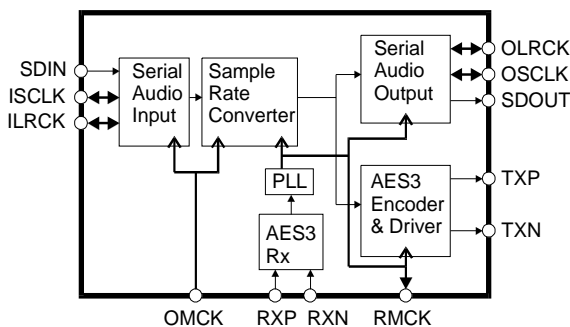 SDIN
ISCLK
ILRCK
Serial
Audio
Input
Sample
Rate
Converter
Serial
Audio
Output
OLRCK
OSCLK
SDOUT
PLL
AES3
Rx
AES3
Encoder
& Driver
TXP
TXN
OMCK
RXP
RXN
RMCK